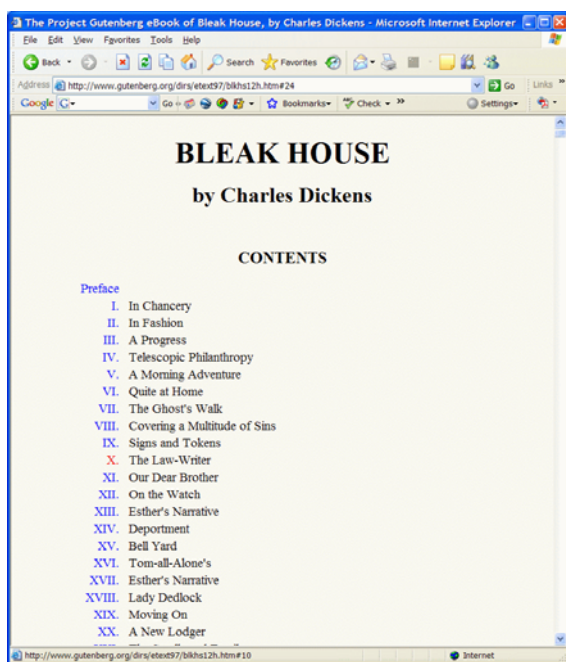 The Project Gutenberg eBook of Bleak House, by Charles Dickens - Microsoft Internet Explorer
File Edit View Favorites Tools Help
Back Search Favorites
Address http://www.gutenberg.org/dirs/etext97/blkhs12h.htm#24 Go Links »
Google G Go Bookmarks Check » Settings
BLEAK HOUSE
by Charles Dickens
CONTENTS
Preface
I. In Chancery
II. In Fashion
III. A Progress
IV. Telescopic Philanthropy
V. A Morning Adventure
VI. Quite at Home
VII. The Ghost's Walk
VIII. Covering a Multitude of Sins
IX. Signs and Tokens
X. The Law-Writer
XI. Our Dear Brother
XII. On the Watch
XIII. Esther's Narrative
XIV. Deportment
XV. Bell Yard
XVI. Tom-all-Alone's
XVII. Esther's Narrative
XVIII. Lady Dedlock
XIX. Moving On
XX. A New Lodger
http://www.gutenberg.org/dirs/etext97/blkhs12h.htm#10 Internet